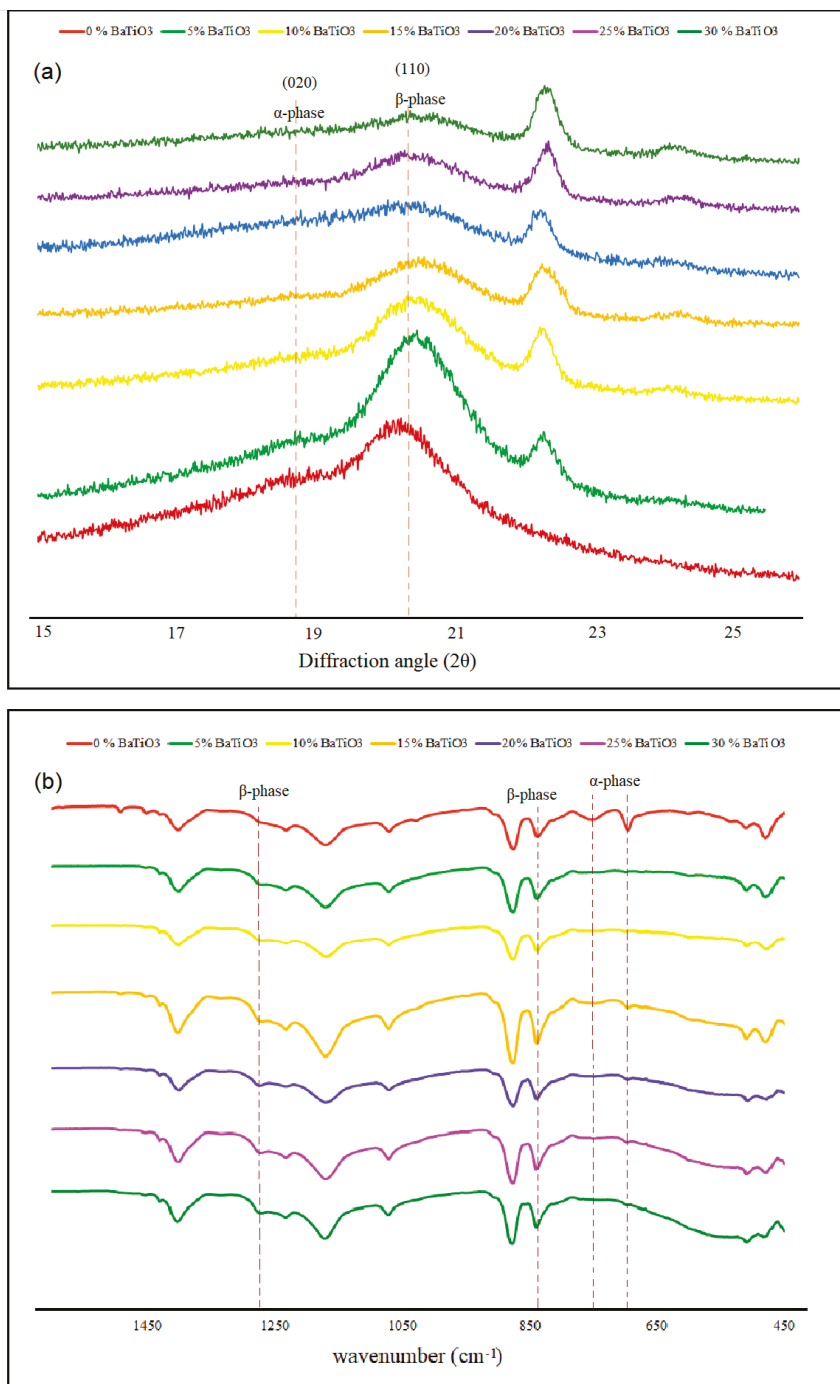 0 % BaTiO3 5% BaTiO3 10% BaTiO3 15% BaTiO3 20% BaTiO3 25% BaTiO3 30 % BaTiO3
(a)
(020) (110)
α-phase β-phase
15 17 19 21 23 25
Diffraction angle (2θ)
0 % BaTiO3 5% BaTiO3 10% BaTiO3 15% BaTiO3 20% BaTiO3 25% BaTiO3 30 % BaTiO3
(b)
β-phase β-phase α-phase
1450 1250 1050 850 650 450
wavenumber (cm-1)